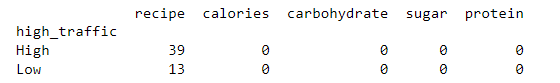 recipe calories carbohydrate sugar protein
high_traffic
High 39 0 0 0 0
Low 13 0 0 0 0